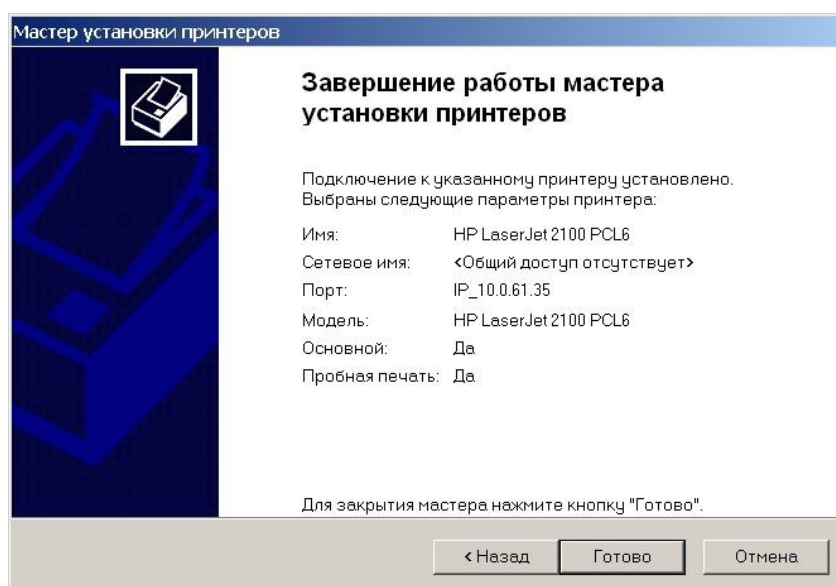 Мастер установки принтеров
Завершение работы мастера
установки принтеров
Подключение к указанному принтеру установлено.
Выбраны следующие параметры принтера:
Имя: HP LaserJet 2100 PCL6
Сетевое имя: <Общий доступ отсутствует>
Порт: IP_10.0.61.35
Модель: HP LaserJet 2100 PCL6
Основной: Да
Пробная печать: Да
Для закрытия мастера нажмите кнопку "Готово".
< Назад Готово Отмена